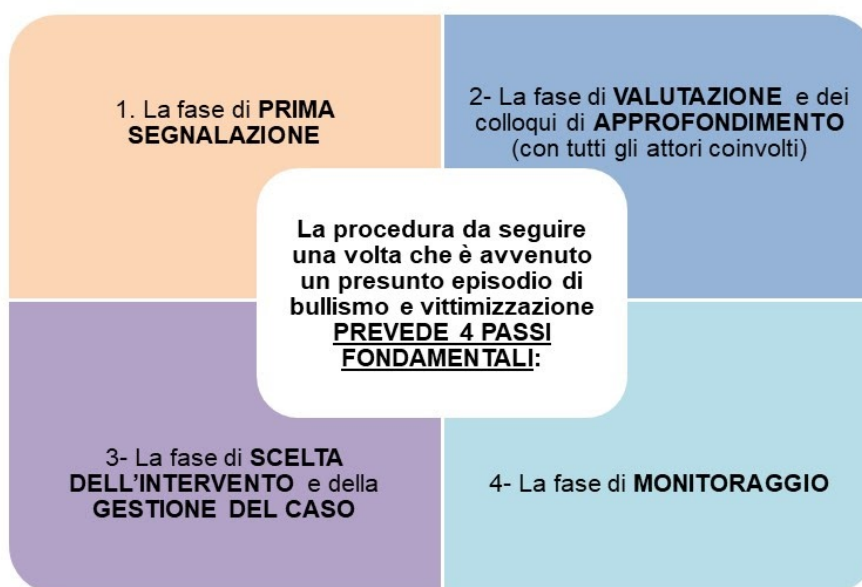 1. La fase di PRIMA
SEGNALAZIONE
2- La fase di VALUTAZIONE e dei
colloqui di APPROFONDIMENTO
(con tutti gli attori coinvolti)
La procedura da seguire
una volta che è avvenuto
un presunto episodio di
bullismo e vittimizzazione
PREVEDE 4 PASSI
FONDAMENTALI:
3- La fase di SCELTA
DELL'INTERVENTO e della
GESTIONE DEL CASO
4- La fase di MONITORAGGIO